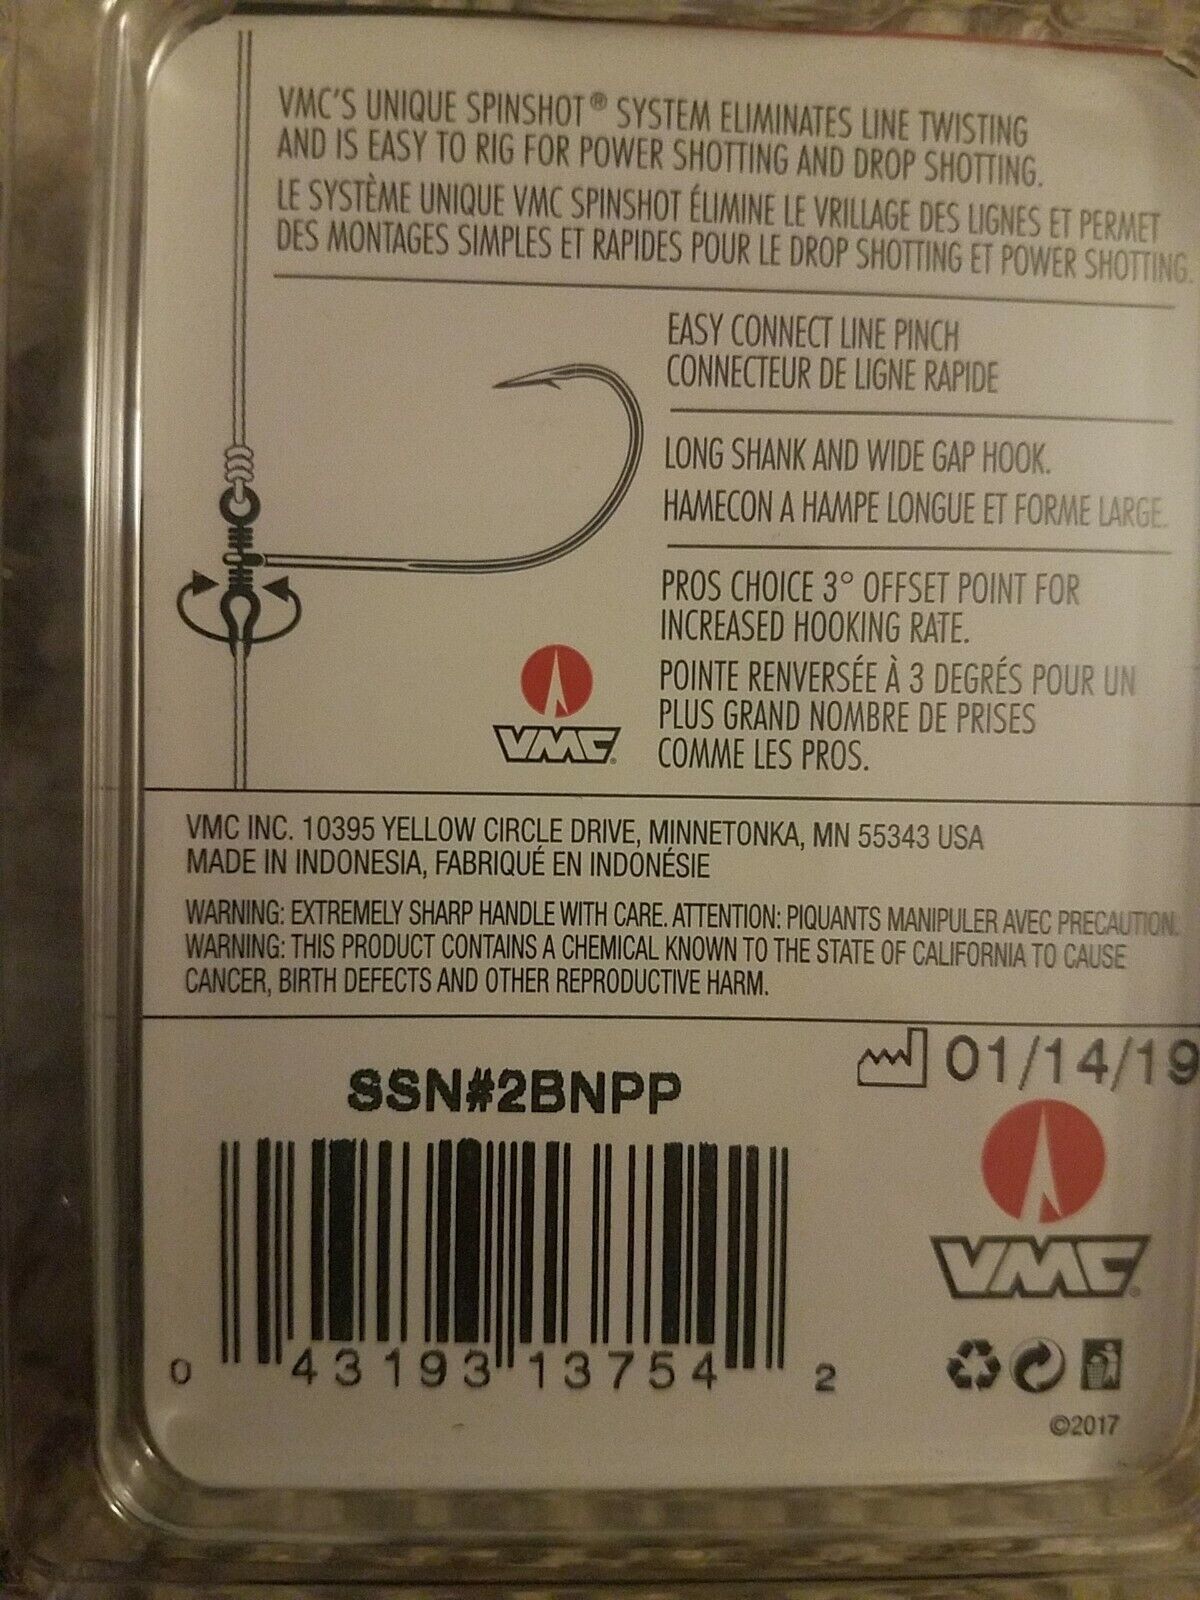 VMC'S UNIQUE SPINSHOT® SYSTEM ELIMINATES LINE TWISTING
AND IS EASY TO RIG FOR POWER SHOTTING AND DROP SHOTTING.
LE SYSTÈME UNIQUE VMC SPINSHOT ÉLIMINE LE VRILLAGE DES LIGNES ET PERMET
DES MONTAGES SIMPLES ET RAPIDES POUR LE DROP SHOTTING ET POWER SHOTTING.
EASY CONNECT LINE PINCH
CONNECTEUR DE LIGNE RAPIDE
LONG SHANK AND WIDE GAP HOOK.
HAMECON A HAMPE LONGUE ET FORME LARGE.
PROS CHOICE 3° OFFSET POINT FOR
INCREASED HOOKING RATE.
POINTE RENVERSÉE À 3 DEGRÉS POUR UN
PLUS GRAND NOMBRE DE PRISES
COMME LES PROS.
VMC®
VMC INC. 10395 YELLOW CIRCLE DRIVE, MINNETONKA, MN 55343 USA
MADE IN INDONESIA, FABRIQUÉ EN INDONÉSIE
WARNING: EXTREMELY SHARP HANDLE WITH CARE. ATTENTION: PIQUANTS MANIPULER AVEC PRECAUTION.
WARNING: THIS PRODUCT CONTAINS A CHEMICAL KNOWN TO THE STATE OF CALIFORNIA TO CAUSE
CANCER, BIRTH DEFECTS AND OTHER REPRODUCTIVE HARM.
01/14/19
SSN#2BNPP
0 43193 13754 2
VMC®
©2017